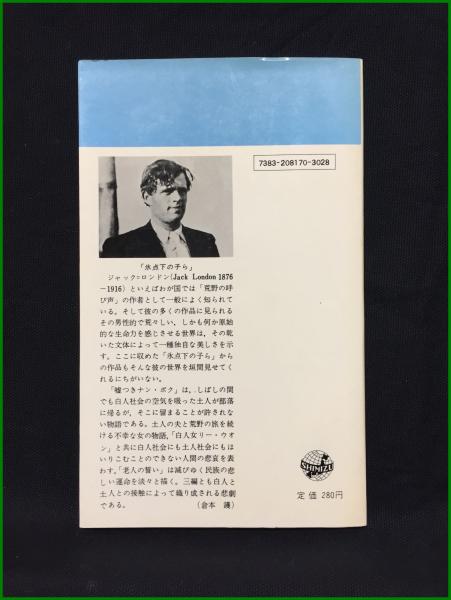 7383-208170-3028
「氷点下の子ら」
ジャック=ロンドン(Jack London 1876
−1916) といえばわが国では「荒野の呼
び声」の作者として一般によく知られて
いる。そして彼の多くの作品に見られる
その男性的で荒々しい、しかも何か原始
的な生命力を感じさせる世界は、その乾
いた文体によって一種独自な美しさを示
す。ここに収めた「氷点下の子ら」から
の作品もそんな彼の世界を垣間見せてく
れるにちがいない。
「嘘つきナン・ボク」は、しばしの間
でも白人社会の空気を吸った土人が部落
に帰るが、そこに留まることが許されな
い物語である。土人の夫と荒野の旅を続
ける不幸な女の物語、「白人女リー・ウオ
ン」と共に白人社会にも土人社会にもは
いりこむことのできない人間の悲哀を表
わす。「老人の誓い」は滅びゆく民族の悲
しい運命を淡々と描く。三編とも白人と
土人との接触によって織り成される悲劇
である。 (倉本 護)
SHIMIZU
定価 280円